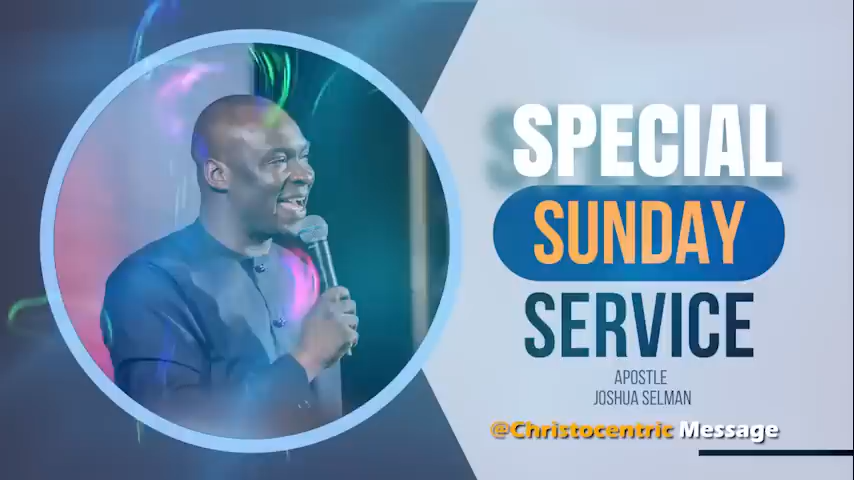 SPECIAL
SUNDAY
SERVICE
APOSTLE
JOSHUA SELMAN
@Christocentric Message